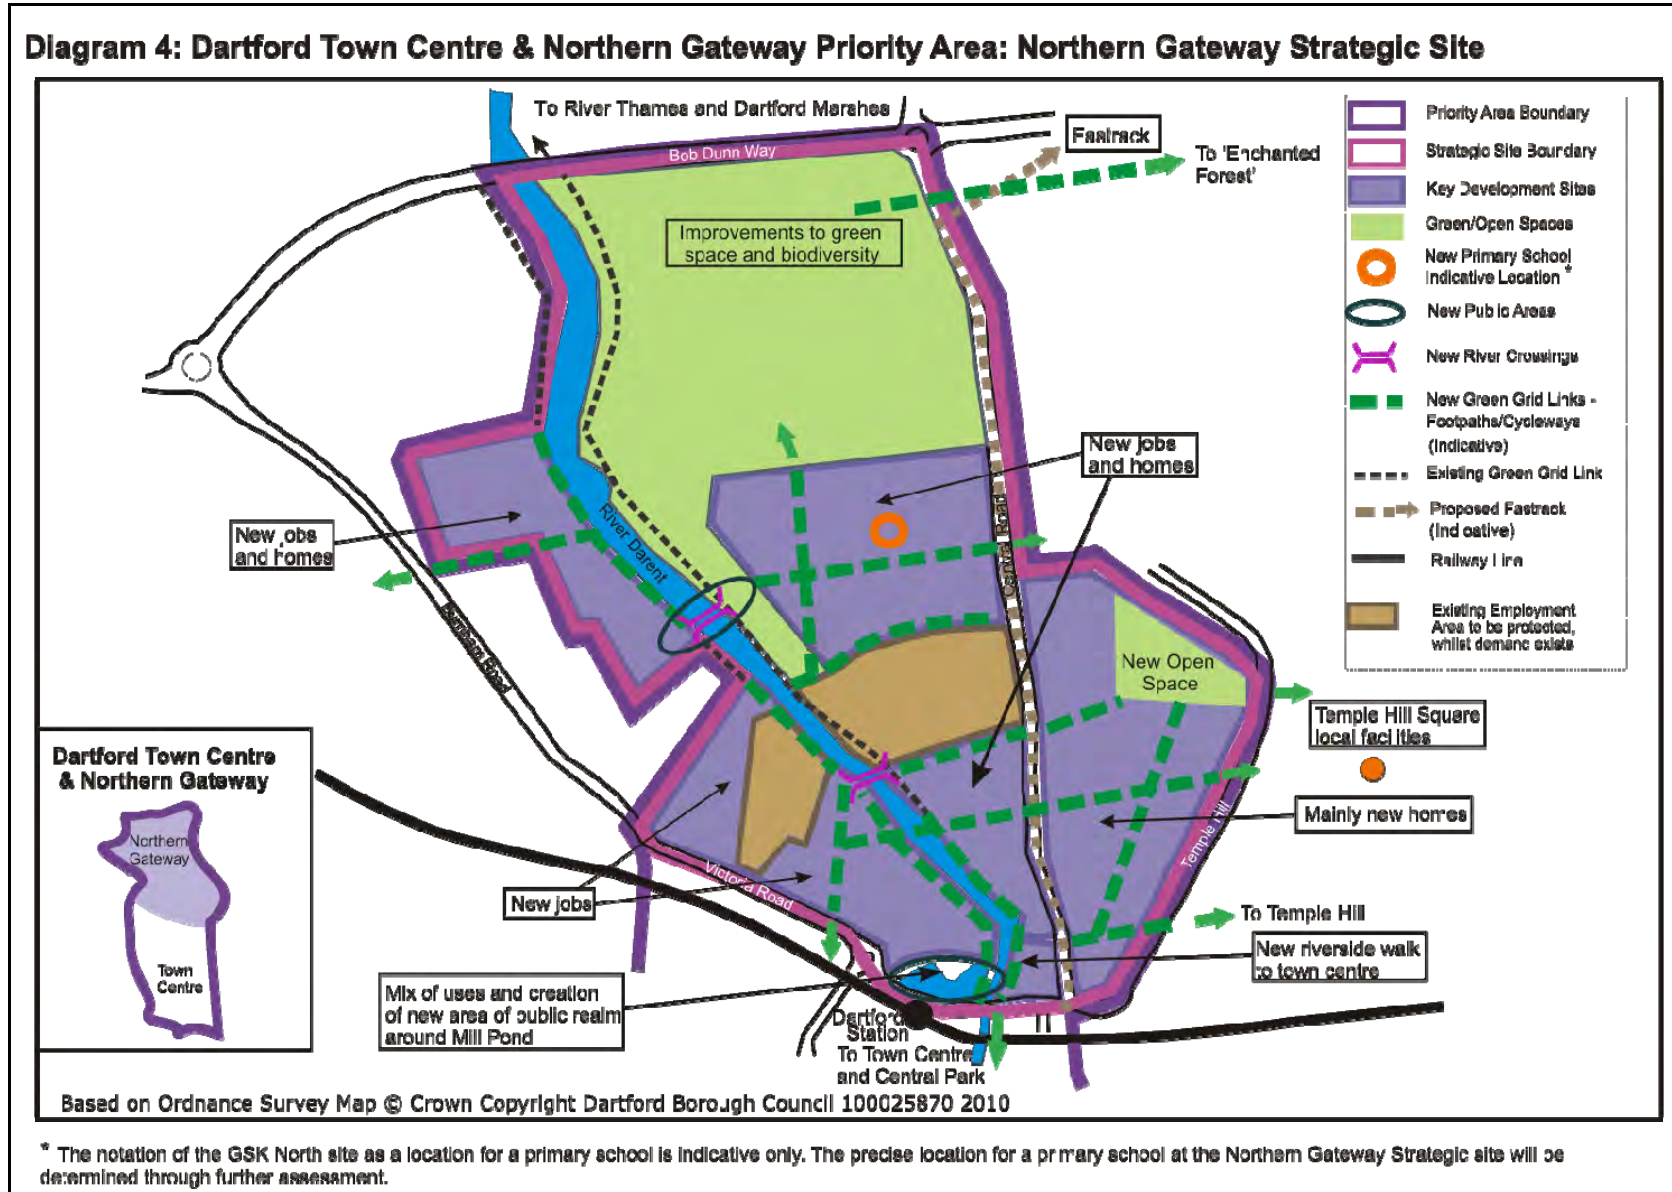 Diagram 4: Dartford Town Centre & Northern Gateway Priority Area: Northern Gateway Strategic Site
To River Thames and Dartford Marshes
Bob Dunn Way
Fastrack
To 'Enchanted
Forest'
Improvements to green
space and biodiversity
Priority Area Boundary
Strategic Site Boundary
Key Development Sites
Green/Open Spaces
New Primary School
Indicative Location *
New Public Areas
New River Crossings
New Green Grid Links -
Footpaths/Cycleways
(Indicative)
Existing Green Grid Link
Proposed Fastrack
(Indicative)
Railway Line
Existing Employment
Area to be protected,
whilst demand exists
New jobs
and homes
New jobs
and homes
River Darent
Central Road
Burnham Road
New Open
Space
Temple Hill Square
local facilities
Mainly new homes
Temple Hill
To Temple Hill
New riverside walk
to town centre
Victoria Road
New jobs
Mix of uses and creation
of new area of public realm
around Mill Pond
Dartford
Station
To Town Centre
and Central Park
Dartford Town Centre
& Northern Gateway
Northern
Gateway
Town
Centre
Based on Ordnance Survey Map © Crown Copyright Dartford Borough Council 100025870 2010
* The notation of the GSK North site as a location for a primary school is indicative only. The precise location for a primary school at the Northern Gateway Strategic site will be
determined through further assessment.